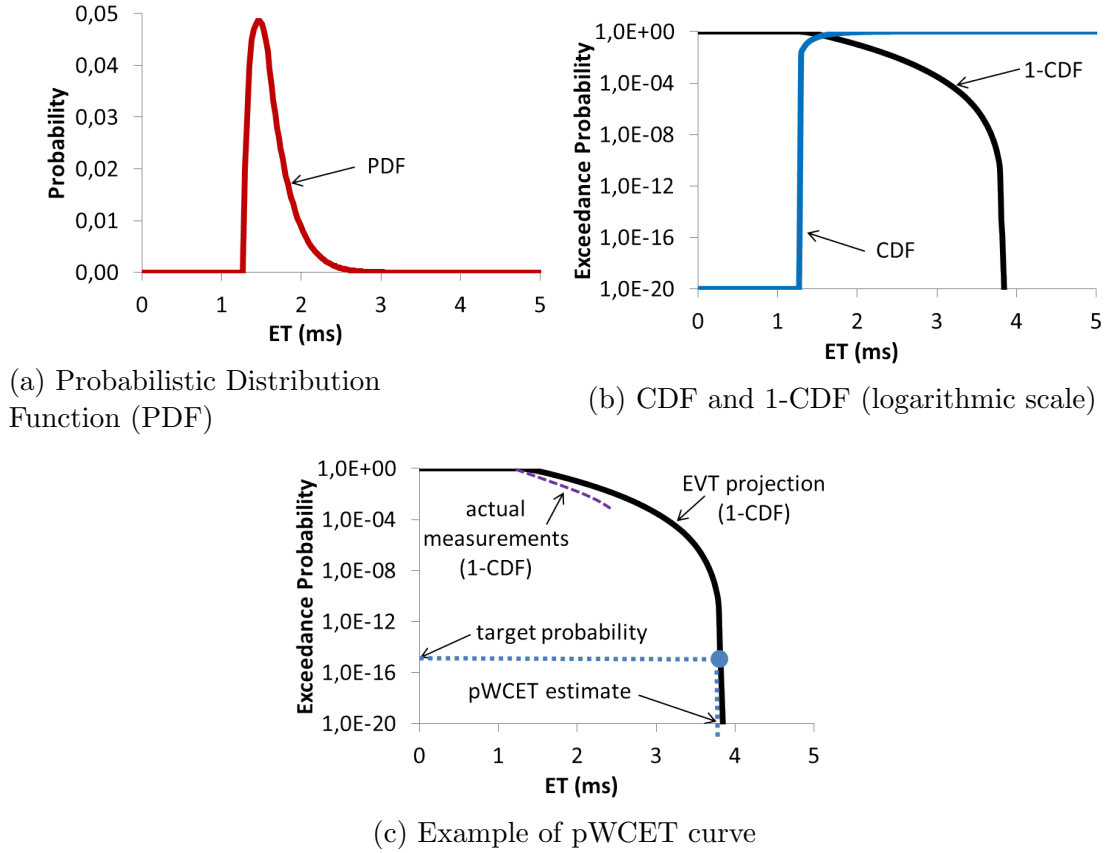 0,05
0,04
0,03
0,02
0,01
0,00
Probability
PDF
0 1 2 3 4 5
ET (ms)
(a) Probabilistic Distribution
Function (PDF)
1,0E+00
1,0E-04
1,0E-08
1,0E-12
1,0E-16
1,0E-20
Exceedance Probability
1-CDF
CDF
0 1 2 3 4 5
ET (ms)
(b) CDF and 1-CDF (logarithmic scale)
1,0E+00
1,0E-04
1,0E-08
1,0E-12
1,0E-16
1,0E-20
Exceedance Probability
EVT projection
(1-CDF)
actual
measurements
(1-CDF)
target probability
pWCET estimate
0 1 2 3 4 5
ET (ms)
(c) Example of pWCET curve